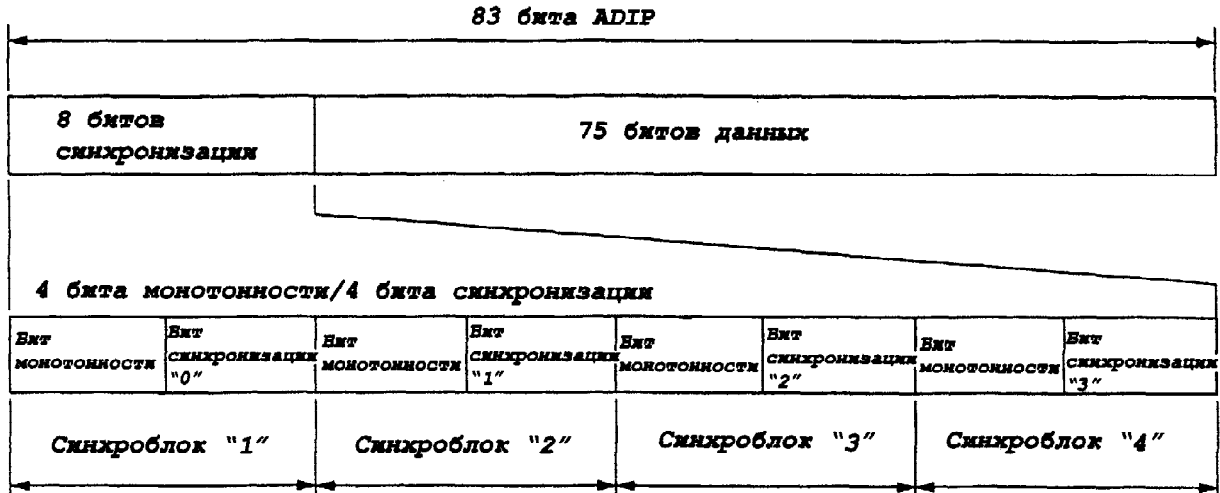 83 бита ADIP
8 битов
синхронизации
75 битов данных
4 бита монотонности/4 бита синхронизации
Бит
монотонности
Бит
синхронизации
"0"
Бит
монотонности
Бит
синхронизации
"1"
Бит
монотонности
Бит
синхронизации
"2"
Бит
монотонности
Бит
синхронизации
"3"
Синхроблок "1"
Синхроблок "2"
Синхроблок "3"
Синхроблок "4"